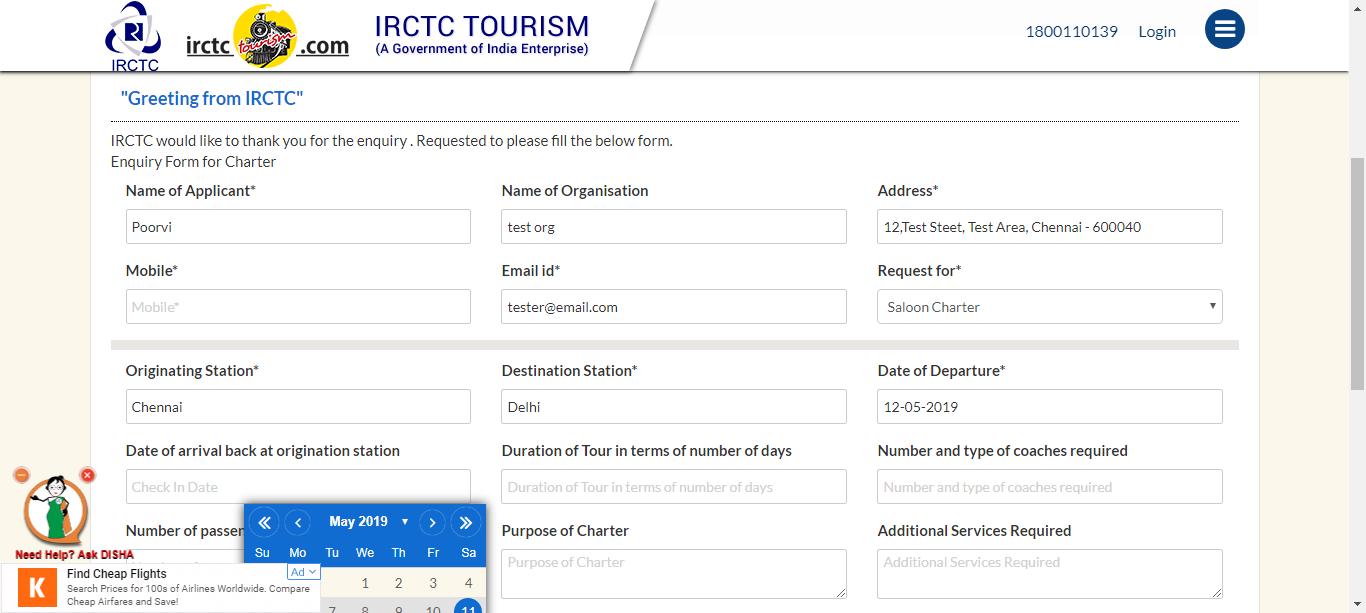 IRCTC
irctc tourism .com
IRCTC TOURISM
(A Government of India Enterprise)
1800110139 Login
"Greeting from IRCTC"
IRCTC would like to thank you for the enquiry . Requested to please fill the below form.
Enquiry Form for Charter
Name of Applicant* Name of Organisation Address*
Poorvi test org 12,Test Steet, Test Area, Chennai - 600040
Mobile* Email id* Request for*
Mobile* tester@email.com Saloon Charter
Originating Station* Destination Station* Date of Departure*
Chennai Delhi 12-05-2019
Date of arrival back at origination station Duration of Tour in terms of number of days Number and type of coaches required
Check In Date Duration of Tour in terms of number of days Number and type of coaches required
Number of Purpose of Charter Additional Services Required
Purpose of Charter Additional Services Required
May 2019
Su Mo Tu We Th Fr Sa
1 2 3 4
7 8 9 10 11
Need Help? Ask DISHA
K
Find Cheap Flights
Ad
Search Prices for 100s of Airlines Worldwide. Compare
Cheap Airfares and Save!